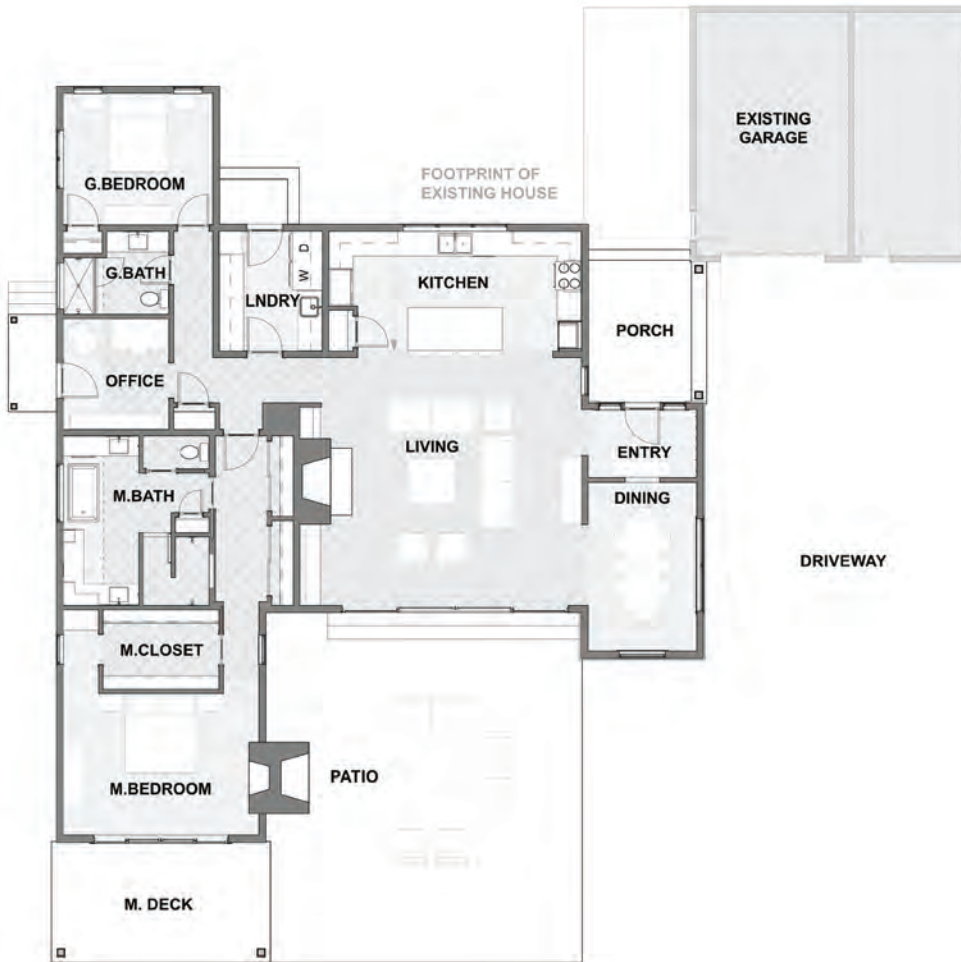 EXISTING
GARAGE
FOOTPRINT OF
EXISTING HOUSE
G.BEDROOM
G.BATH
LNDRY
W D
KITCHEN
PORCH
OFFICE
LIVING
ENTRY
M.BATH
DINING
DRIVEWAY
M.CLOSET
M.BEDROOM
PATIO
M. DECK